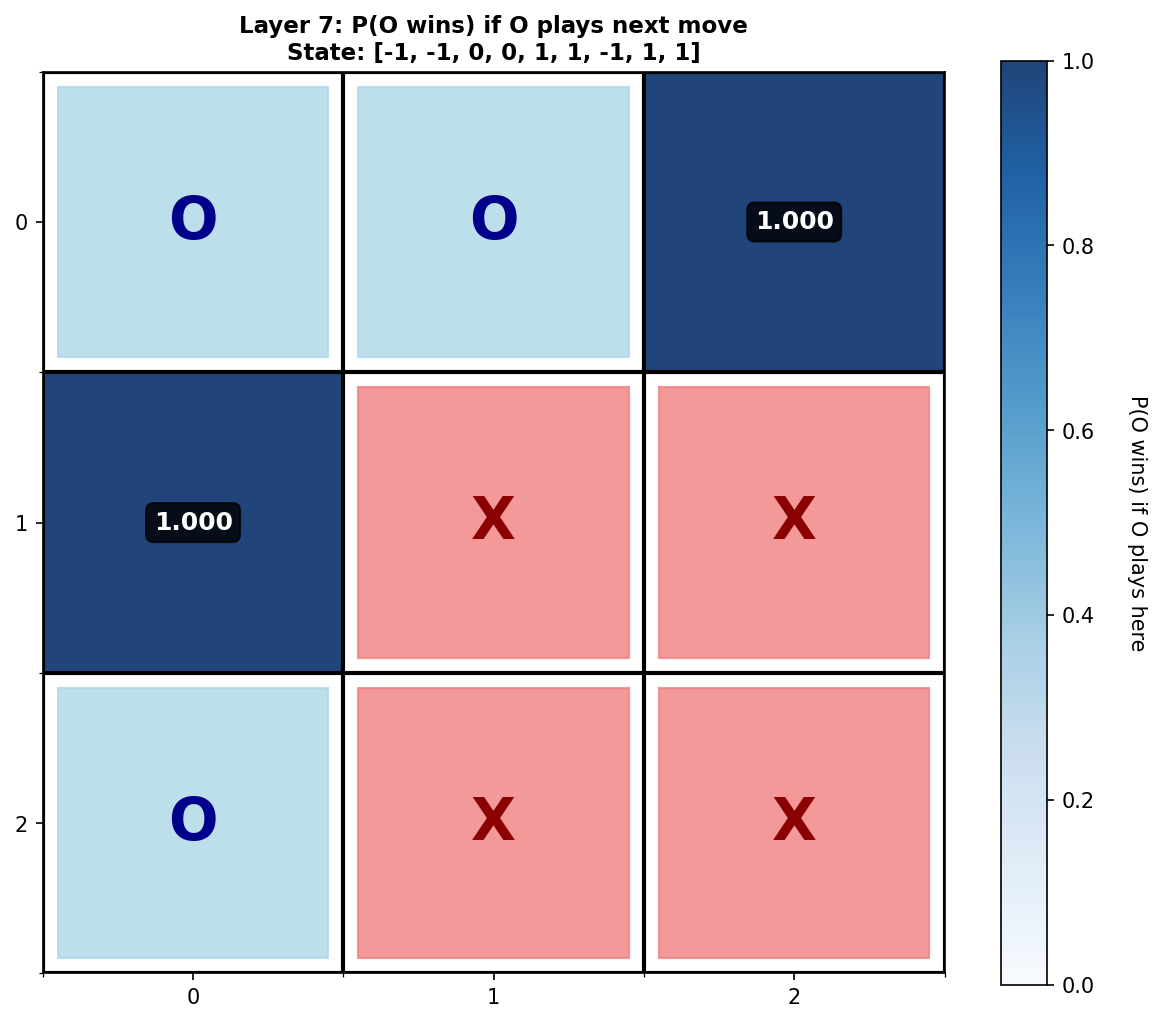 Layer 7: P(O wins) if O plays next move
State: [-1, -1, 0, 0, 1, 1, -1, 1, 1]
0
O
O
1.000
1
1.000
X
X
2
O
X
X
0
1
2
1.0
0.8
0.6
0.4
0.2
0.0
P(O wins) if O plays here